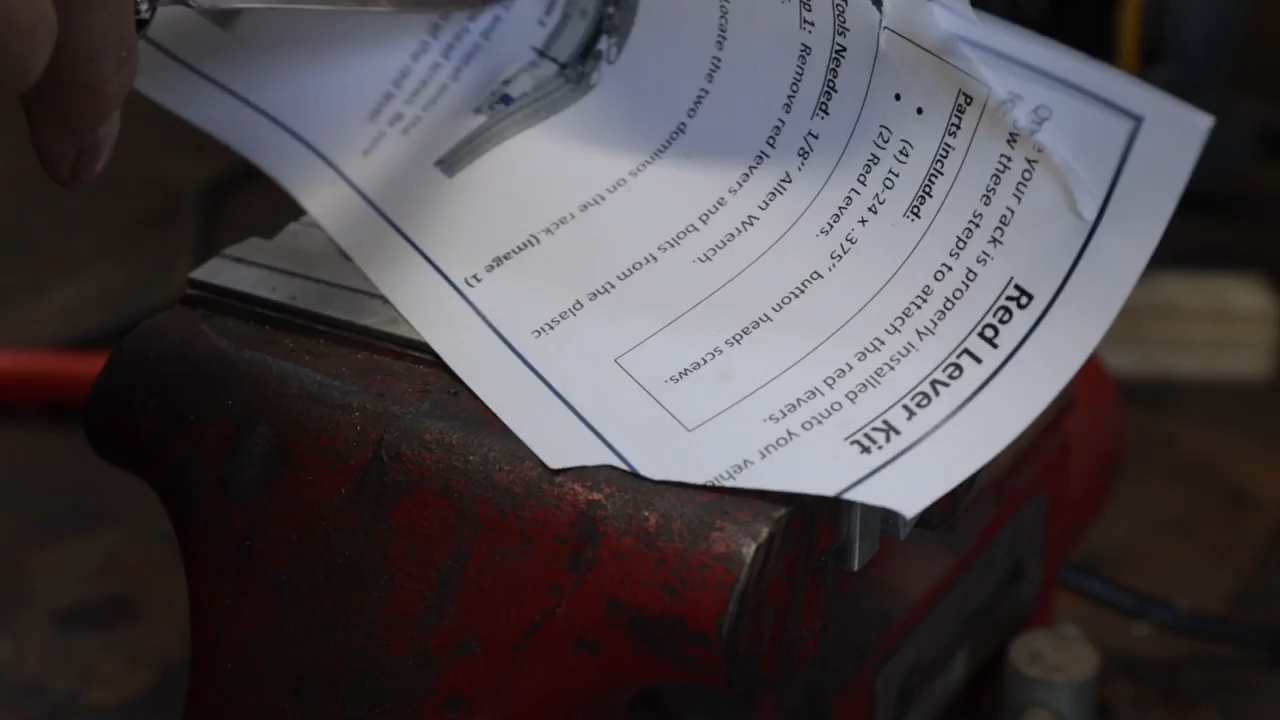 Red Lever Kit
your rack is properly installed onto your
these steps to attach the red levers.
Parts included:
• (4) 10-24 x .375" button heads screws.
• (2) Red Levers.
Tools Needed: 1/8" Allen Wrench.
1: Remove red levers and bolts from the plastic
the two dominos on the rack.(Image 1)